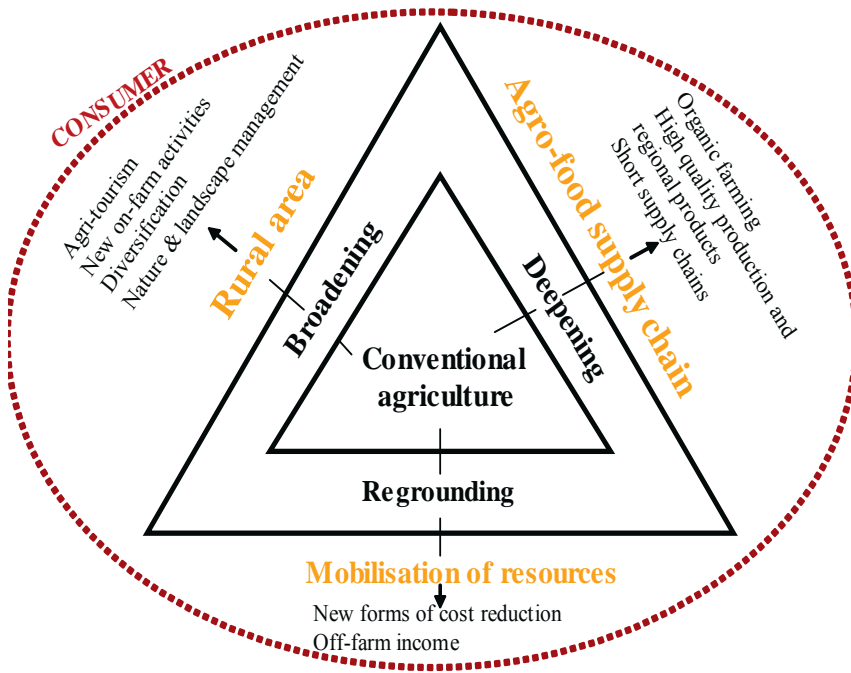 CONSUMER
Agri-tourism
New on-farm activities
Diversification
Nature & landscape management
Rural area
Broadening
Agro-food supply chain
Organic farming
High quality production and
regional products
Short supply chains
Deepening
Conventional
agriculture
Regrounding
Mobilisation of resources
New forms of cost reduction
Off-farm income